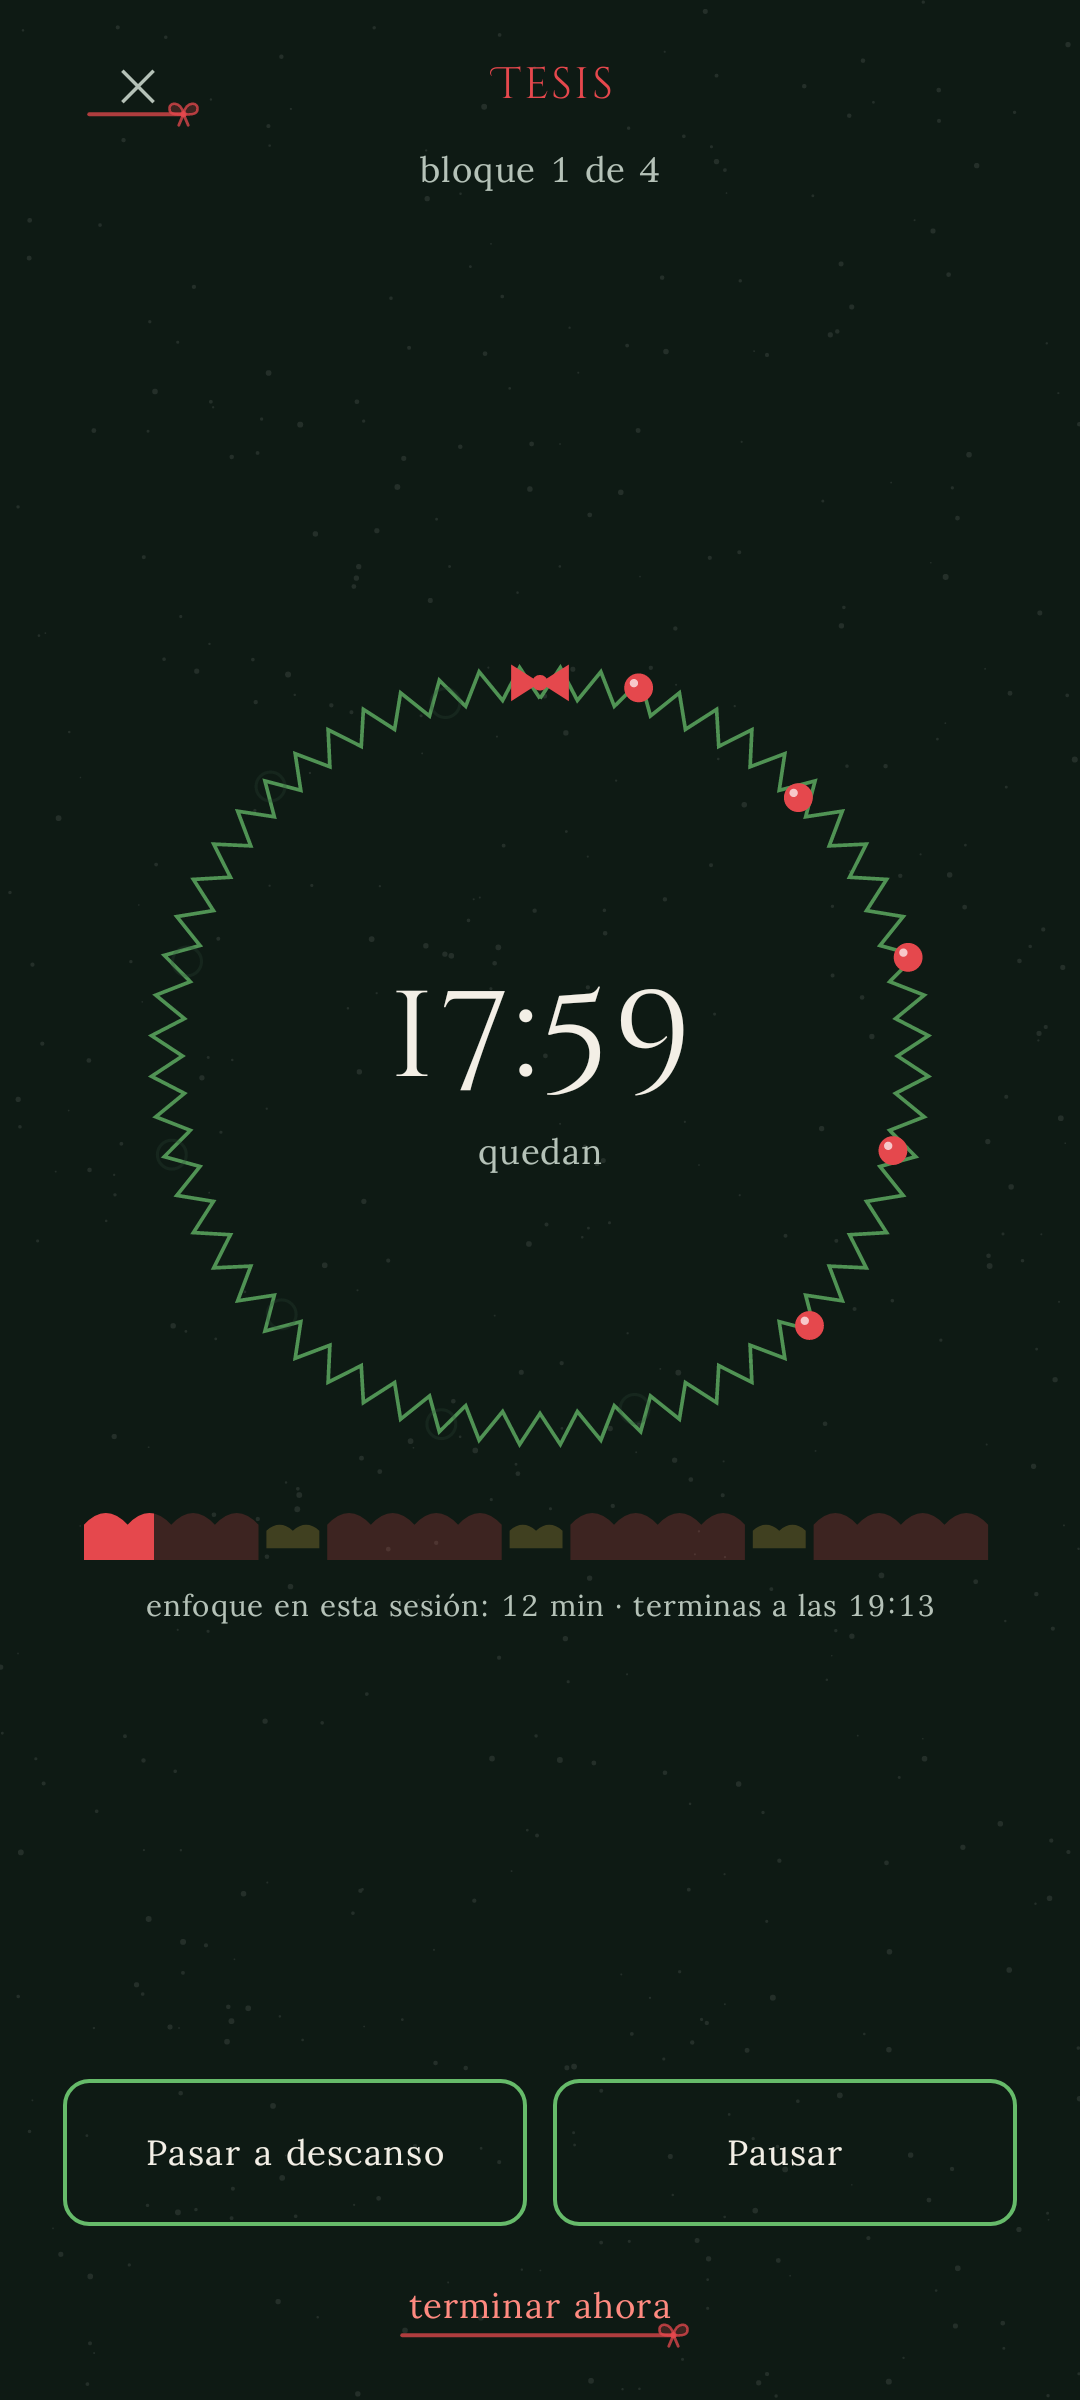 TESIS
bloque 1 de 4
17:59
quedan
enfoque en esta sesión: 12 min · terminas a las 19:13
Pasar a descanso
Pausar
terminar ahora